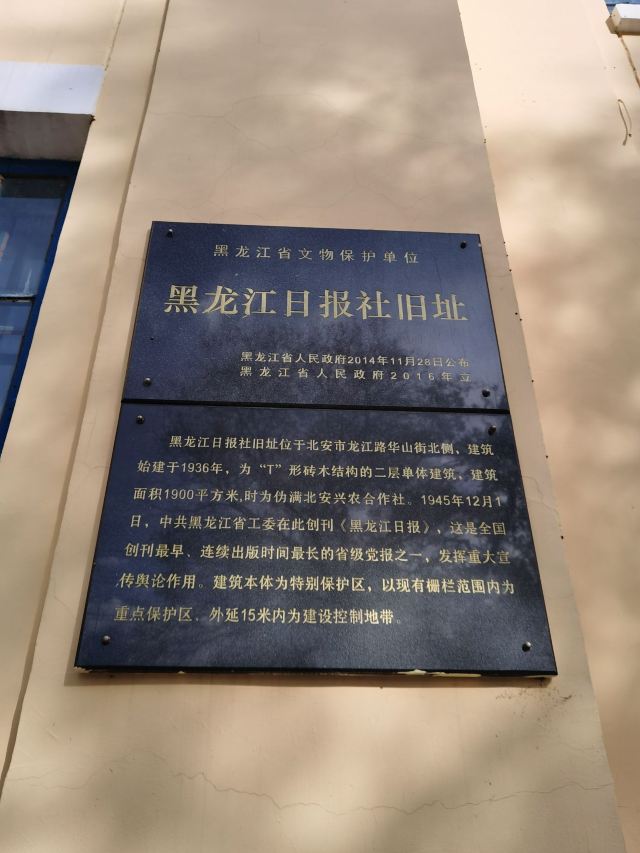 黑龙江省文物保护单位
黑龙江日报社旧址
黑龙江省人民政府2014年11月28日公布
黑龙江省人民政府2016年立
黑龙江日报社旧址位于北安市龙江路华山街北侧，建筑
始建于1936年，为“T”形砖木结构的二层单体建筑，建筑
面积1900平方米,时为伪满北安兴农合作社。1945年12月1
日，中共黑龙江省工委在此创刊《黑龙江日报》，这是全国
创刊最早、连续出版时间最长的省级党报之一，发挥重大宣
传舆论作用。建筑本体为特别保护区，以现有栅栏范围内为
重点保护区、外延15米内为建设控制地带。